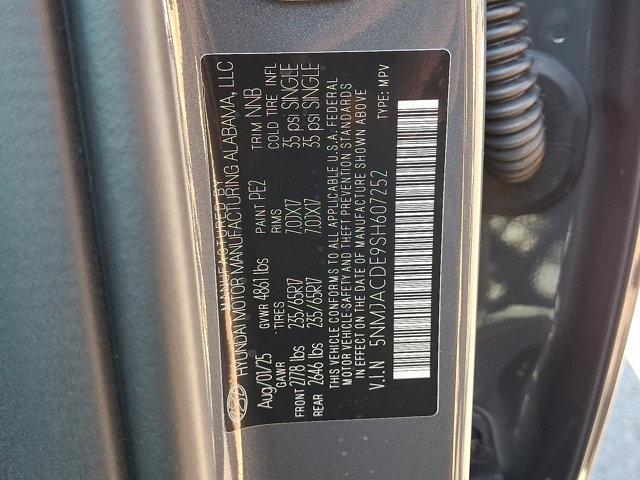 MANUFACTURED BY
HYUNDAI MOTOR MANUFACTURING ALABAMA, LLC
Aug/01/25 GVWR 4861 lbs PAINT PE2 TRIM NNB
GAWR TIRES RIMS COLD TIRE INFL
FRONT 2778 lbs 235/65R17 7.0JX17 35 psi SINGLE
REAR 2646 lbs 235/65R17 7.0JX17 35 psi SINGLE
THIS VEHICLE CONFORMS TO ALL APPLICABLE U.S.A. FEDERAL
MOTOR VEHICLE SAFETY AND THEFT PREVENTION STANDARDS
IN EFFECT ON THE DATE OF MANUFACTURE SHOWN ABOVE
V.I.N 5NMJACDE9SH607252 TYPE: MPV